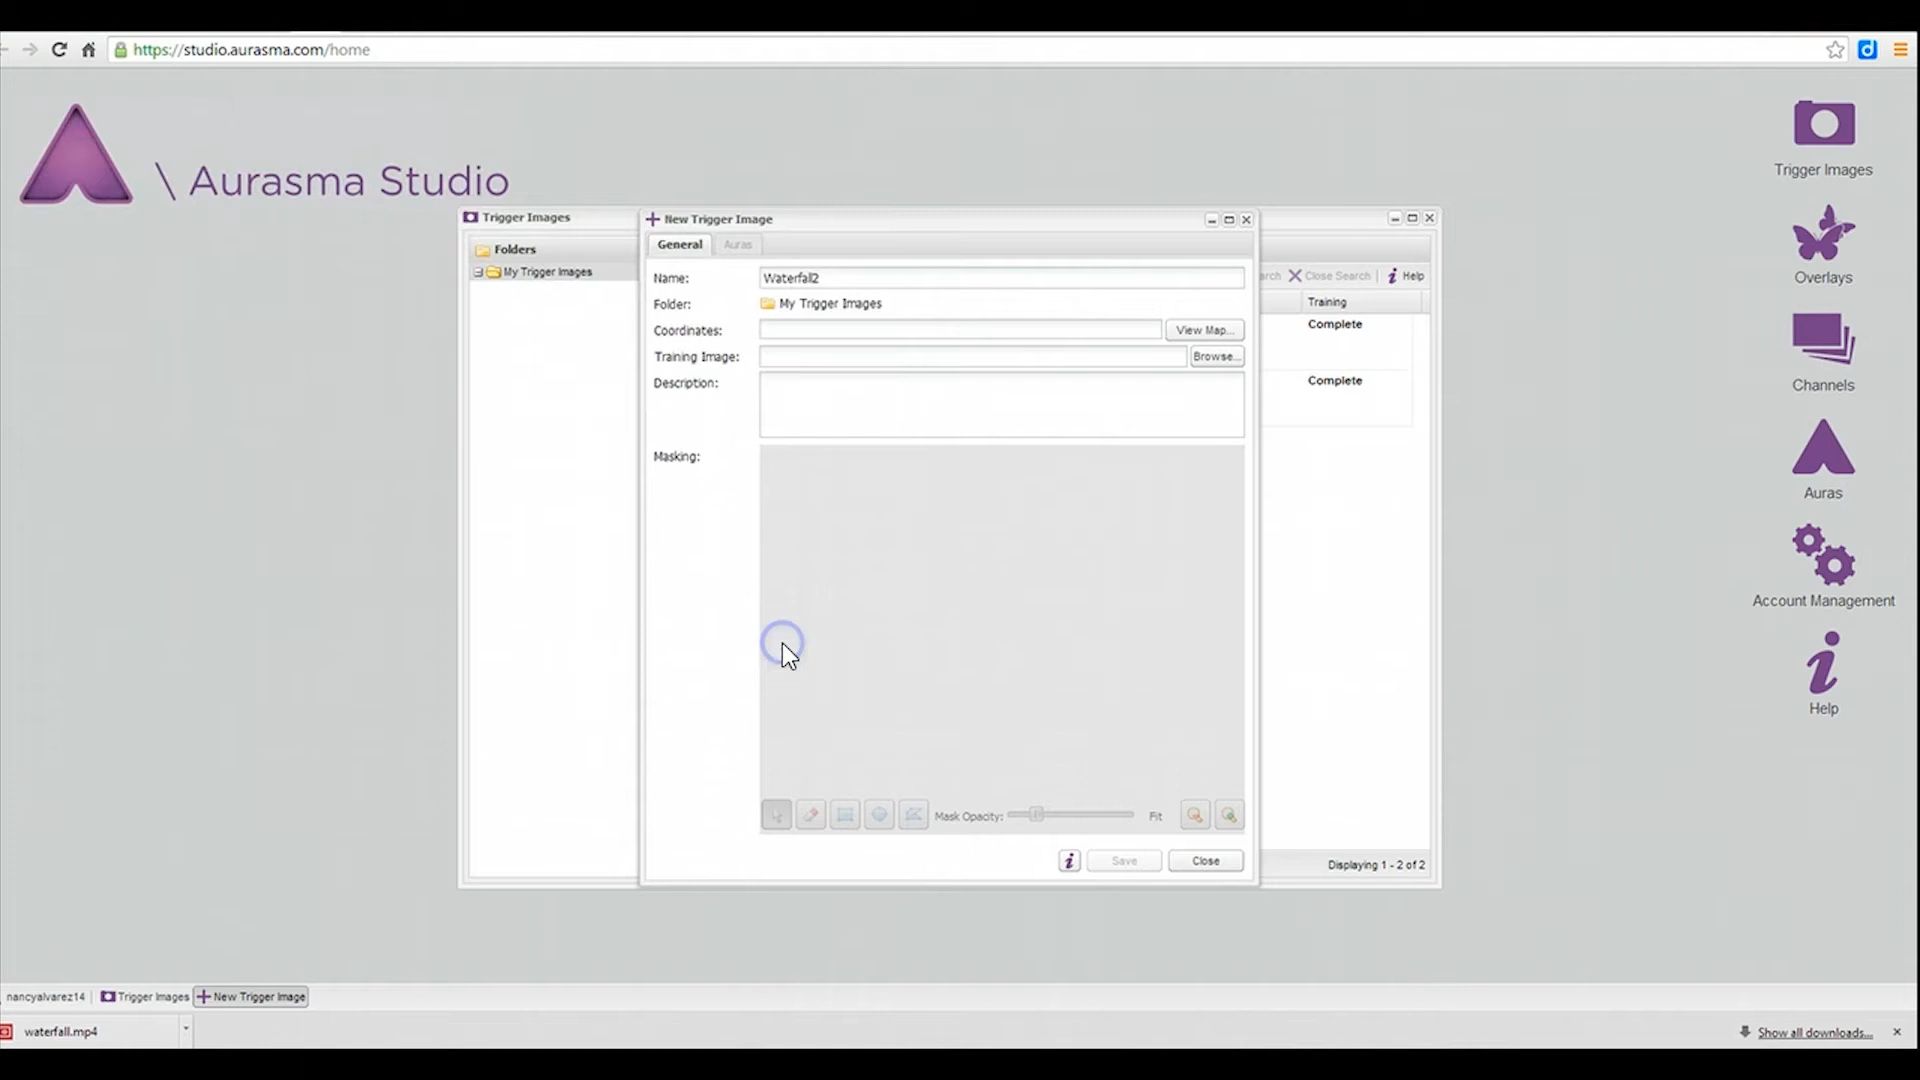 https://studio.aurasma.com/home
d
\ Aurasma Studio
Trigger Images
Overlays
Channels
Auras
Account Management
i
Help
Trigger Images
Folders
My Trigger Images
New Trigger Image
General
Auras
Name:
Waterfall2
Folder:
My Trigger Images
Coordinates:
View Map...
Training Image:
Browse...
Description:
Masking:
Mask Opacity:
Fit
i
Save
Close
arch
Close Search
i
Help
Training
Complete
Complete
Displaying 1 - 2 of 2
nancyalvarez14
Trigger Images
New Trigger Image
waterfall.mp4
Show all downloads...